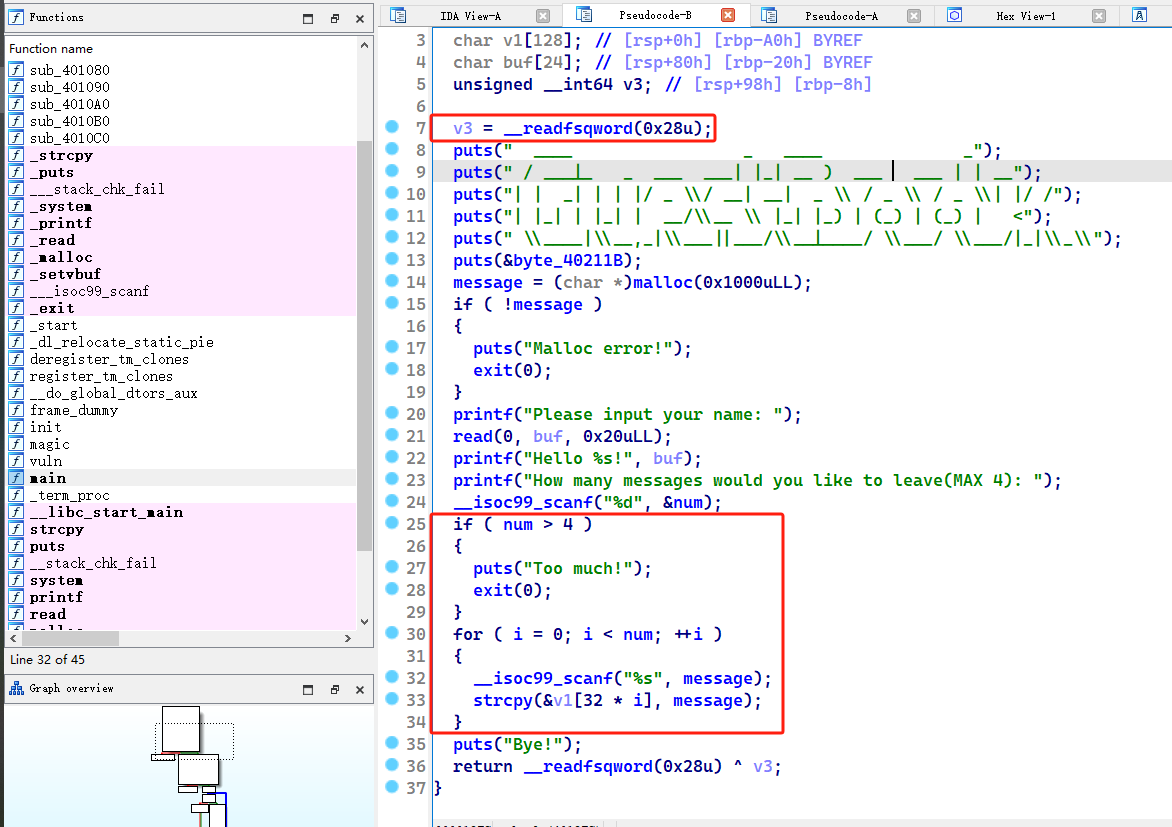 Functions
IDA View-A
Pseudocode-B
Pseudocode-A
Hex View-1
A
Function name
sub_401080
sub_401090
sub_4010A0
sub_4010B0
sub_4010C0
_strcpy
_puts
___stack_chk_fail
_system
_printf
_read
_malloc
_setvbuf
___isoc99_scanf
_exit
_start
_dl_relocate_static_pie
deregister_tm_clones
register_tm_clones
__do_global_dtors_aux
frame_dummy
init
magic
vuln
main
_term_proc
__libc_start_main
strcpy
puts
__stack_chk_fail
system
printf
read
Line 32 of 45
Graph overview
3 char v1[128]; // [rsp+0h] [rbp-A0h] BYREF
4 char buf[24]; // [rsp+80h] [rbp-20h] BYREF
5 unsigned __int64 v3; // [rsp+98h] [rbp-8h]
6
7 v3 = __readfsqword(0x28u);
8 puts("  ____                 _   ____              _");
9 puts(" / ___|_   _  ___  ___| |_| __ )  ___   ___ | | __");
10 puts("| |  _| | | |/ _ \\/ __| __|  _ \\ / _ \\ / _ \\| |/ /");
11 puts("| |_| | |_| |  __/\\__ \\ |_| |_) | (_) | (_) |   <");
12 puts(" \\____|\\__,_|\\___||___/\\__|____/ \\___/ \\___/|_|\\_\\");
13 puts(&byte_40211B);
14 message = (char *)malloc(0x1000uLL);
15 if ( !message )
16 {
17 puts("Malloc error!");
18 exit(0);
19 }
20 printf("Please input your name: ");
21 read(0, buf, 0x20uLL);
22 printf("Hello %s!", buf);
23 printf("How many messages would you like to leave(MAX 4): ");
24 __isoc99_scanf("%d", &num);
25 if ( num > 4 )
26 {
27 puts("Too much!");
28 exit(0);
29 }
30 for ( i = 0; i < num; ++i )
31 {
32 __isoc99_scanf("%s", message);
33 strcpy(&v1[32 * i], message);
34 }
35 puts("Bye!");
36 return __readfsqword(0x28u) ^ v3;
37 }